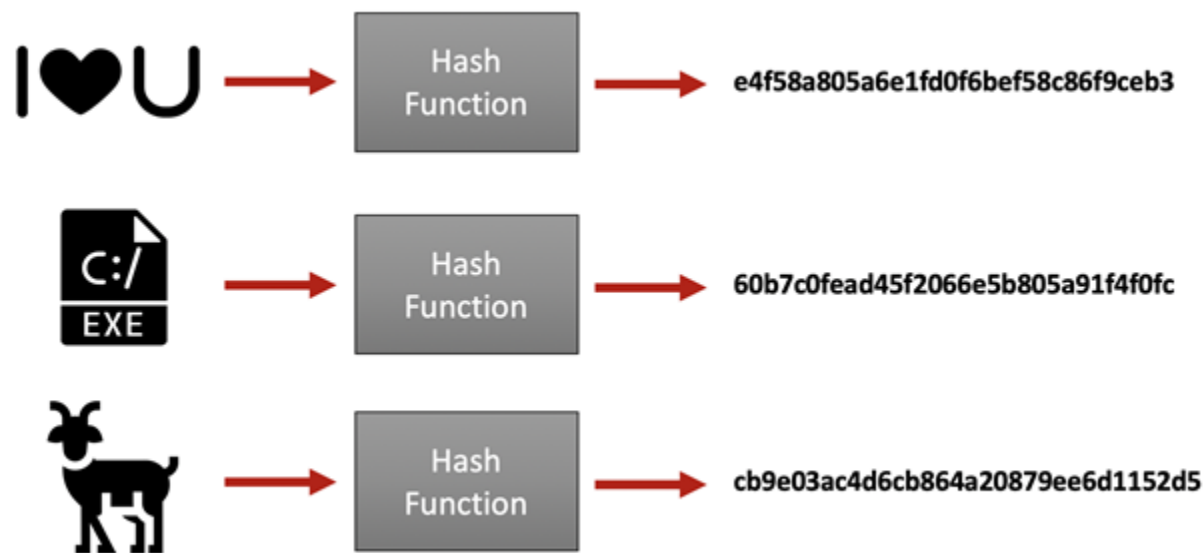 I♥U
Hash
Function
e4f58a805a6e1fd0f6bef58c86f9ceb3
C:/
EXE
Hash
Function
60b7c0fead45f2066e5b805a91f4f0fc
Hash
Function
cb9e03ac4d6cb864a20879ee6d1152d5